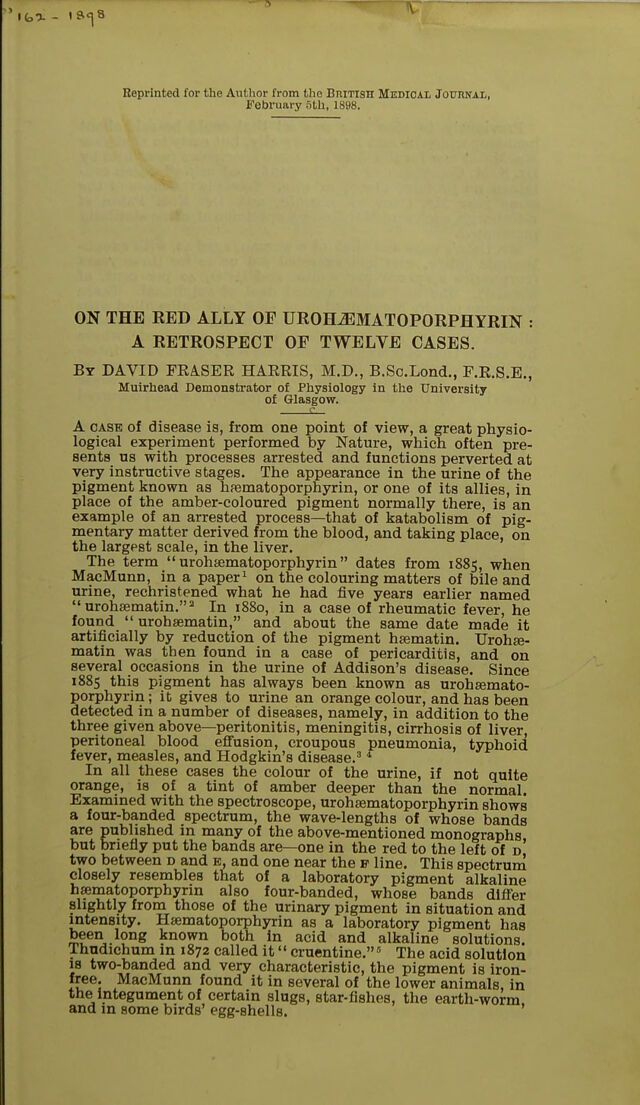 162 - 1898
Reprinted for the Author from the BRITISH MEDICAL JOURNAL,
February 5th, 1898.
ON THE RED ALLY OF UROHÆMATOPORPHYRIN :
A RETROSPECT OF TWELVE CASES.
BY DAVID FRASER HARRIS, M.D., B.Sc.Lond., F.R.S.E.,
Muirhead Demonstrator of Physiology in the University
of Glasgow.
A CASE of disease is, from one point of view, a great physio-
logical experiment performed by Nature, which often pre-
sents us with processes arrested and functions perverted at
very instructive stages. The appearance in the urine of the
pigment known as hæmatoporphyrin, or one of its allies, in
place of the amber-coloured pigment normally there, is an
example of an arrested process—that of katabolism of pig-
mentary matter derived from the blood, and taking place, on
the largest scale, in the liver.
The term "urohæmatoporphyrin" dates from 1885, when
MacMunn, in a paper¹ on the colouring matters of bile and
urine, rechristened what he had five years earlier named
"urohæmatin."² In 1880, in a case of rheumatic fever, he
found "urohæmatin," and about the same date made it
artificially by reduction of the pigment hæmatin. Urohæ-
matin was then found in a case of pericarditis, and on
several occasions in the urine of Addison's disease. Since
1885 this pigment has always been known as urohæmato-
porphyrin; it gives to urine an orange colour, and has been
detected in a number of diseases, namely, in addition to the
three given above—peritonitis, meningitis, cirrhosis of liver,
peritoneal blood effusion, croupous pneumonia, typhoid
fever, measles, and Hodgkin's disease.³ ⁴
In all these cases the colour of the urine, if not quite
orange, is of a tint of amber deeper than the normal.
Examined with the spectroscope, urohæmatoporphyrin shows
a four-banded spectrum, the wave-lengths of whose bands
are published in many of the above-mentioned monographs,
but briefly put the bands are—one in the red to the left of D,
two between D and E, and one near the F line. This spectrum
closely resembles that of a laboratory pigment alkaline
hæmatoporphyrin also four-banded, whose bands differ
slightly from those of the urinary pigment in situation and
intensity. Hæmatoporphyrin as a laboratory pigment has
been long known both in acid and alkaline solutions.
Thudichum in 1872 called it "cruentine."⁵ The acid solution
is two-banded and very characteristic, the pigment is iron-
free. MacMunn found it in several of the lower animals, in
the integument of certain slugs, star-fishes, the earth-worm,
and in some birds' egg-shells.